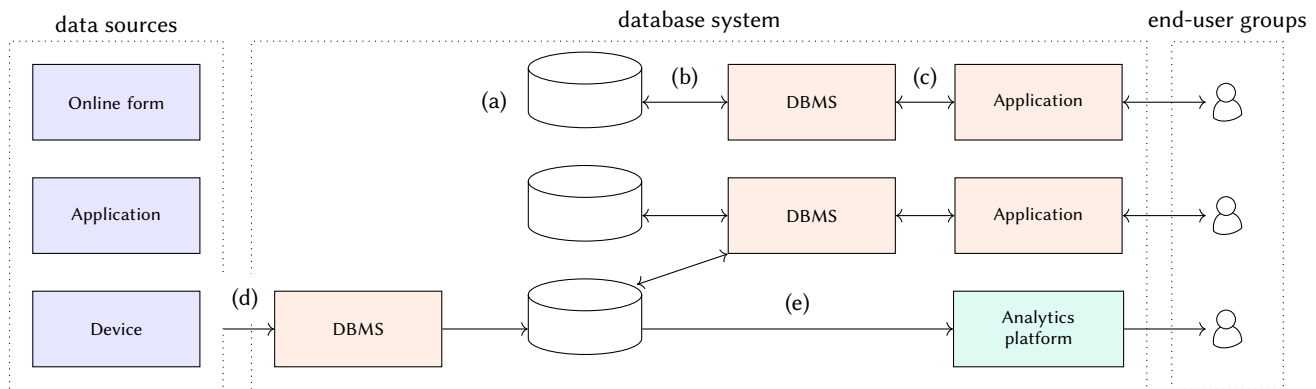 data sources
database system
end-user groups
Online form
(a)
(b)
DBMS
(c)
Application
Application
DBMS
Application
Device
(d)
DBMS
(e)
Analytics
platform